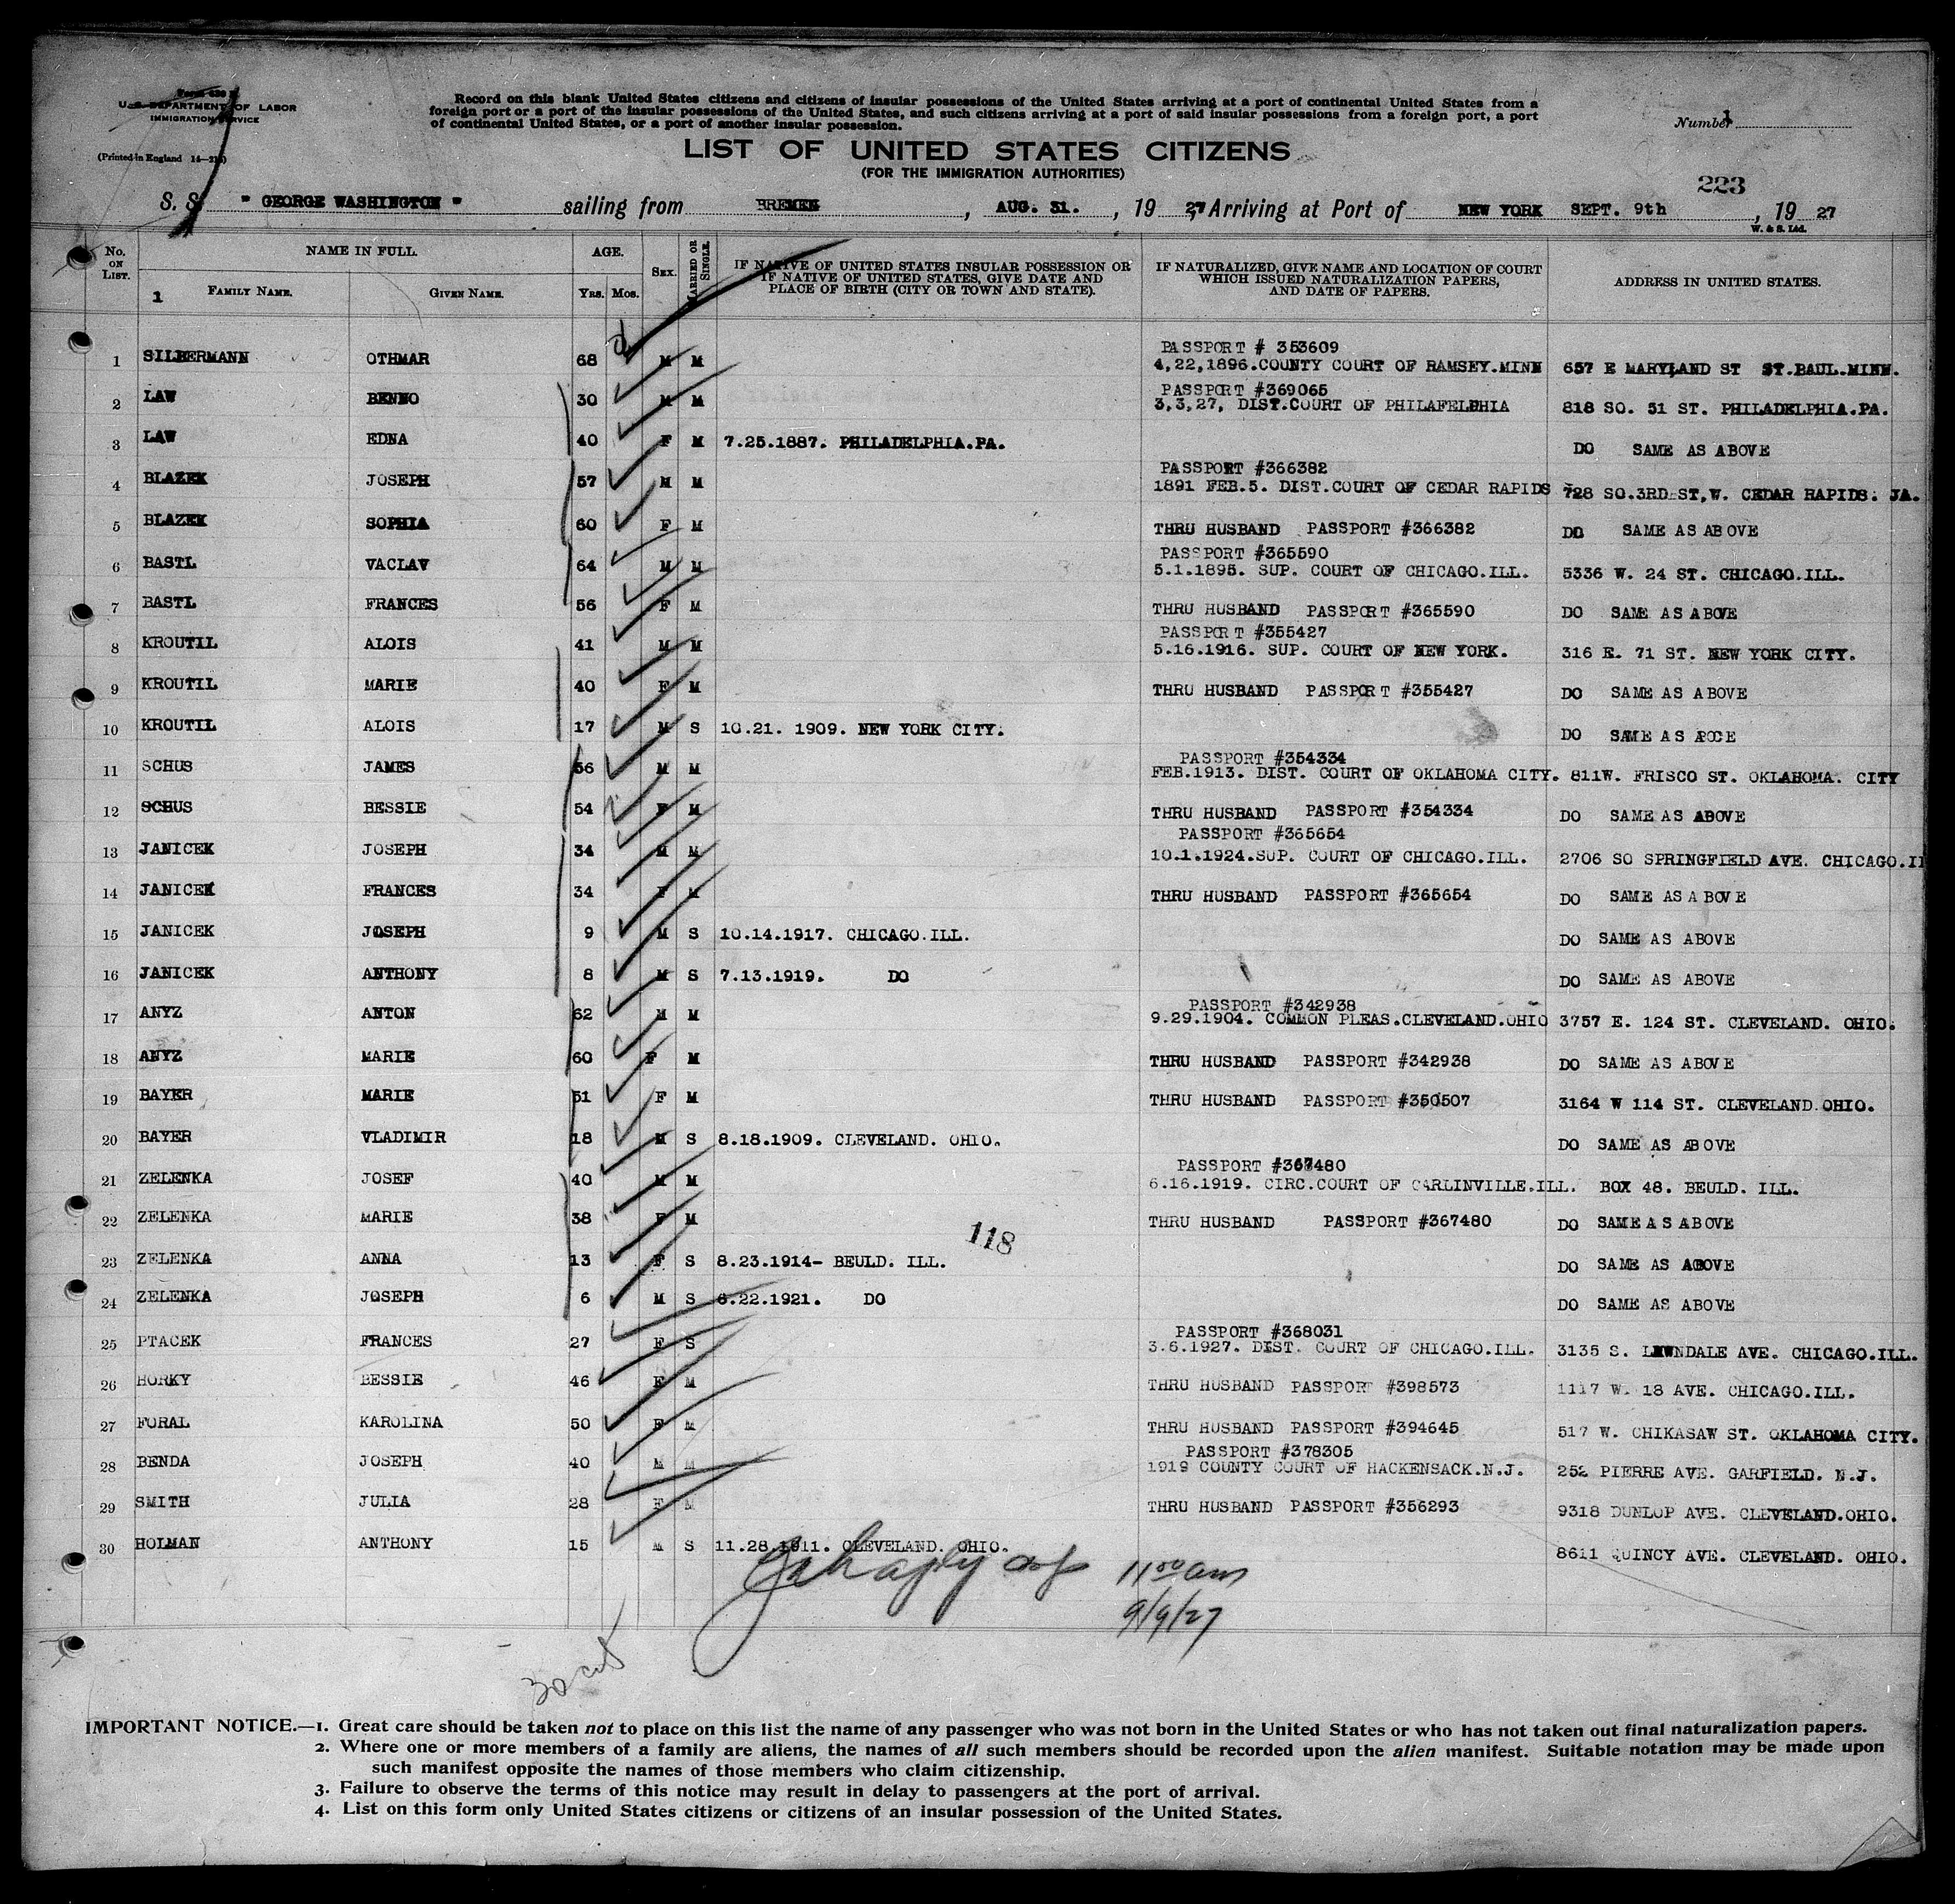 Form 630
U.S. DEPARTMENT OF LABOR
IMMIGRATION SERVICE
(Printed in England 14—215)
Record on this blank United States citizens and citizens of insular possessions of the United States arriving at a port of continental United States from a
foreign port or a port of the insular possessions of the United States, and such citizens arriving at a port of said insular possessions from a foreign port, a port
of continental United States, or a port of another insular possession.
Number 1
LIST OF UNITED STATES CITIZENS
(FOR THE IMMIGRATION AUTHORITIES)
223
S. S. " GEORGE WASHINGTON " sailing from BREMEN, AUG. 31. , 19 27, Arriving at Port of NEW YORK SEPT. 9th , 19 27
W. & S. Ltd.
No. ON LIST. NAME IN FULL. AGE. SEX. MARRIED OR SINGLE. IF NATIVE OF UNITED STATES INSULAR POSSESSION OR IF NATIVE OF UNITED STATES, GIVE DATE AND PLACE OF BIRTH (CITY OR TOWN AND STATE). IF NATURALIZED, GIVE NAME AND LOCATION OF COURT WHICH ISSUED NATURALIZATION PAPERS, AND DATE OF PAPERS. ADDRESS IN UNITED STATES.
1 FAMILY NAME. GIVEN NAME. YRS. MOS.
PASSPORT # 353609
1 SILBERMANN OTHMAR 68 M M 4,22,1896.COUNTY COURT OF RAMSEY.MINN 657 E MARYLAND ST ST.PAUL.MINN.
PASSPORT #369065
2 LAW BENNO 30 M M 3,3,27, DIST.COURT OF PHILAFELPHIA 818 SO. 51 ST. PHILADELPHIA.PA.
3 LAW EDNA 40 F M 7.25.1887. PHILADELPHIA.PA. DO SAME AS ABOVE
PASSPORT #366382
4 BLAZEK JOSEPH 57 M M 1891 FEB.5. DIST.COURT OF CEDAR RAPIDS 728 SO.3RD ST,W. CEDAR RAPIDS. JA.
5 BLAZEK SOPHIA 60 F M THRU HUSBAND PASSPORT #366382 DO SAME AS ABOVE
PASSPORT #365590
6 BASTL VACLAV 64 M M 5.1.1895. SUP. COURT OF CHICAGO.ILL. 5336 W. 24 ST. CHICAGO.ILL.
7 BASTL FRANCES 56 F M THRU HUSBAND PASSPORT #365590 DO SAME AS ABOVE
PASSPORT #355427
8 KROUTIL ALOIS 41 M M 5.16.1916. SUP. COURT OF NEW YORK. 316 E. 71 ST. NEW YORK CITY.
9 KROUTIL MARIE 40 F M THRU HUSBAND PASSPORT #355427 DO SAME AS ABOVE
10 KROUTIL ALOIS 17 M S 10.21. 1909. NEW YORK CITY. DO SAME AS
PASSPORT #354334
11 SCHUS JAMES 56 M M FEB.1913. DIST. COURT OF OKLAHOMA CITY. 811W. FRISCO ST. OKLAHOMA. CITY
12 SCHUS BESSIE 54 F M THRU HUSBAND PASSPORT #354334 DO SAME AS ABOVE
PASSPORT #365654
13 JANICEK JOSEPH 34 M M 10.1.1924.SUP. COURT OF CHICAGO.ILL. 2706 SO SPRINGFIELD AVE. CHICAGO.Il
14 JANICEK FRANCES 34 F M THRU HUSBAND PASSPORT #365654 DO SAME AS ABOVE
15 JANICEK JOSEPH 9 M S 10.14.1917. CHICAGO.ILL. DO SAME AS ABOVE
16 JANICEK ANTHONY 8 M S 7.13.1919. DO DO SAME AS ABOVE
PASSPORT #342938
17 ANYZ ANTON 62 M M 9.29.1904. COMMON PLEAS.CLEVELAND.OHIO 3757 E. 124 ST. CLEVELAND. OHIO.
18 ANYZ MARIE 60 F M THRU HUSBAND PASSPORT #342938 DO SAME AS ABOVE
19 BAYER MARIE 51 F M THRU HUSBAND PASSPORT #350507 3164 W 114 ST. CLEVELAND.OHIO.
20 BAYER VLADIMIR 18 M S 8.18.1909. CLEVELAND. OHIO. DO SAME AS ABOVE
PASSPORT #367480
21 ZELENKA JOSEF 40 M M 6.16.1919. CIRC.COURT OF CARLINVILLE.ILL. BOX 48. BEULD. ILL.
22 ZELENKA MARIE 38 F M THRU HUSBAND PASSPORT #367480 DO SAME AS ABOVE
118
23 ZELENKA ANNA 13 F S 8.23.1914- BEULD. ILL. DO SAME AS ABOVE
24 ZELENKA JOSEPH 6 M S 6.22.1921. DO DO SAME AS ABOVE
PASSPORT #368031
25 PTACEK FRANCES 27 F S 3.6.1927. DIST. COURT OF CHICAGO.ILL. 3135 S. LAWNDALE AVE. CHICAGO.ILL.
26 HORKY BESSIE 46 F M THRU HUSBAND PASSPORT #398573 1117 W. 18 AVE. CHICAGO.ILL.
27 FORAL KAROLINA 50 F M THRU HUSBAND PASSPORT #394645 517 W. CHIKASAW ST. OKLAHOMA CITY.
PASSPORT #378305
28 BENDA JOSEPH 40 M M 1919 COUNTY COURT OF HACKENSACK.N.J. 252 PIERRE AVE. GARFIELD. N.J.
29 SMITH JULIA 28 F M THRU HUSBAND PASSPORT #356293 9318 DUNLOP AVE. CLEVELAND.OHIO.
30 HOLMAN ANTHONY 15 M S 11.28.1911. CLEVELAND. OHIO. 8611 QUINCY AVE. CLEVELAND. OHIO.
11 00 am
9/9/27
30
IMPORTANT NOTICE.—1. Great care should be taken not to place on this list the name of any passenger who was not born in the United States or who has not taken out final naturalization papers.
2. Where one or more members of a family are aliens, the names of all such members should be recorded upon the alien manifest. Suitable notation may be made upon
such manifest opposite the names of those members who claim citizenship.
3. Failure to observe the terms of this notice may result in delay to passengers at the port of arrival.
4. List on this form only United States citizens or citizens of an insular possession of the United States.